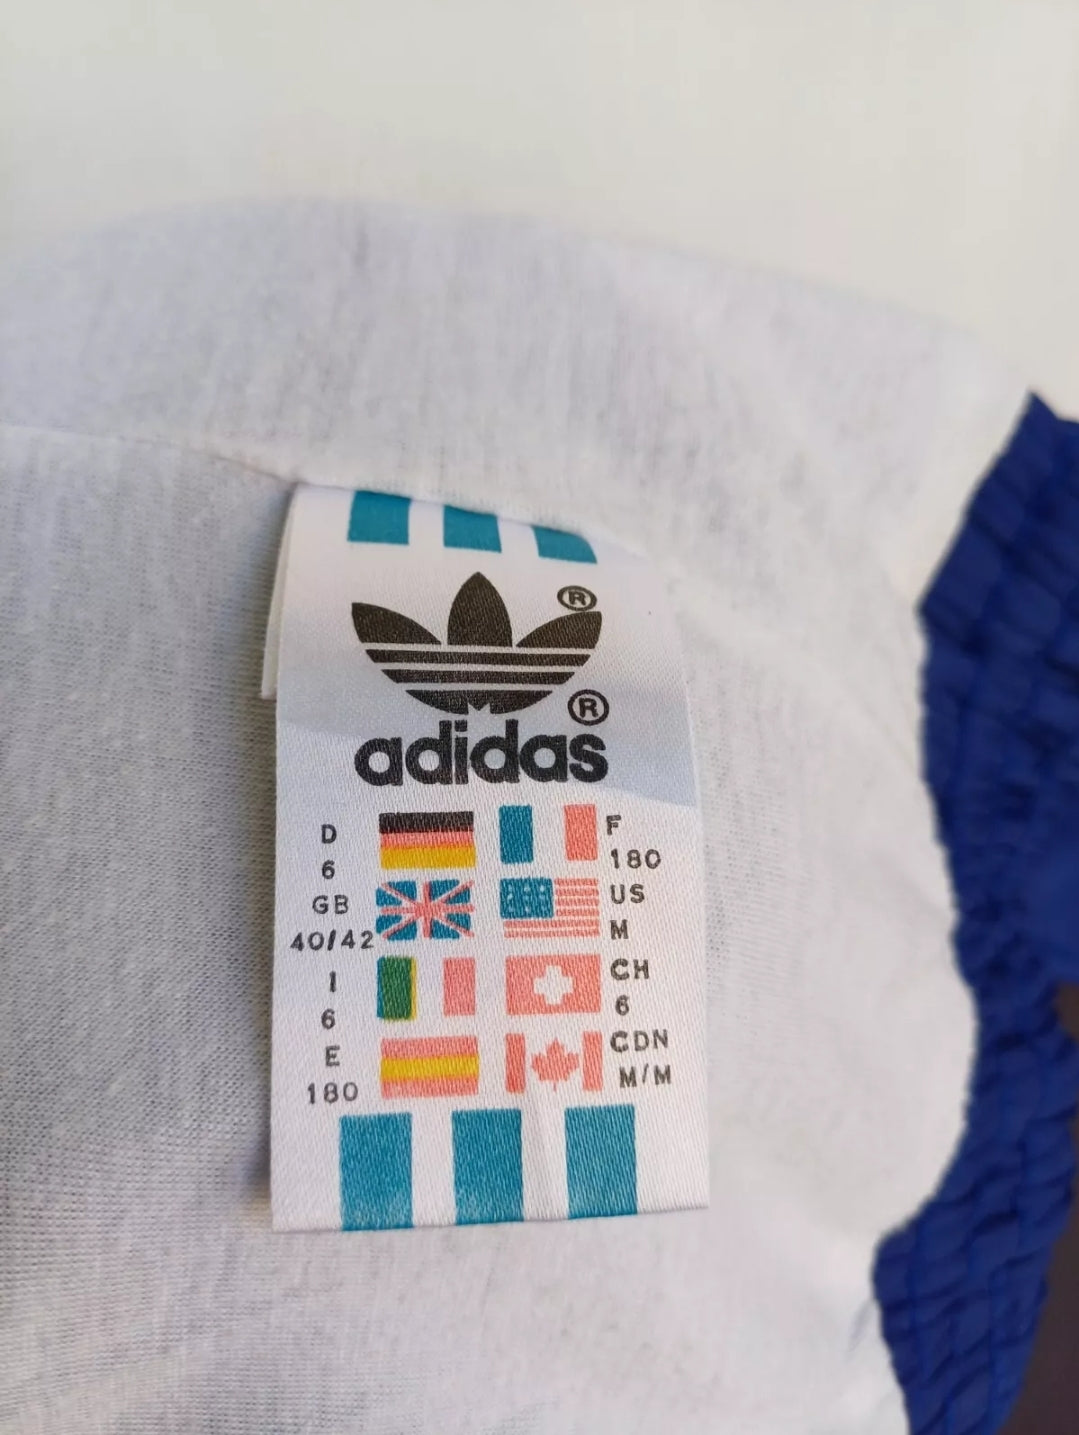 ®
®
adidas
D F
6 180
GB US
40/42 M
I CH
6 6
E CDN
180 M/M